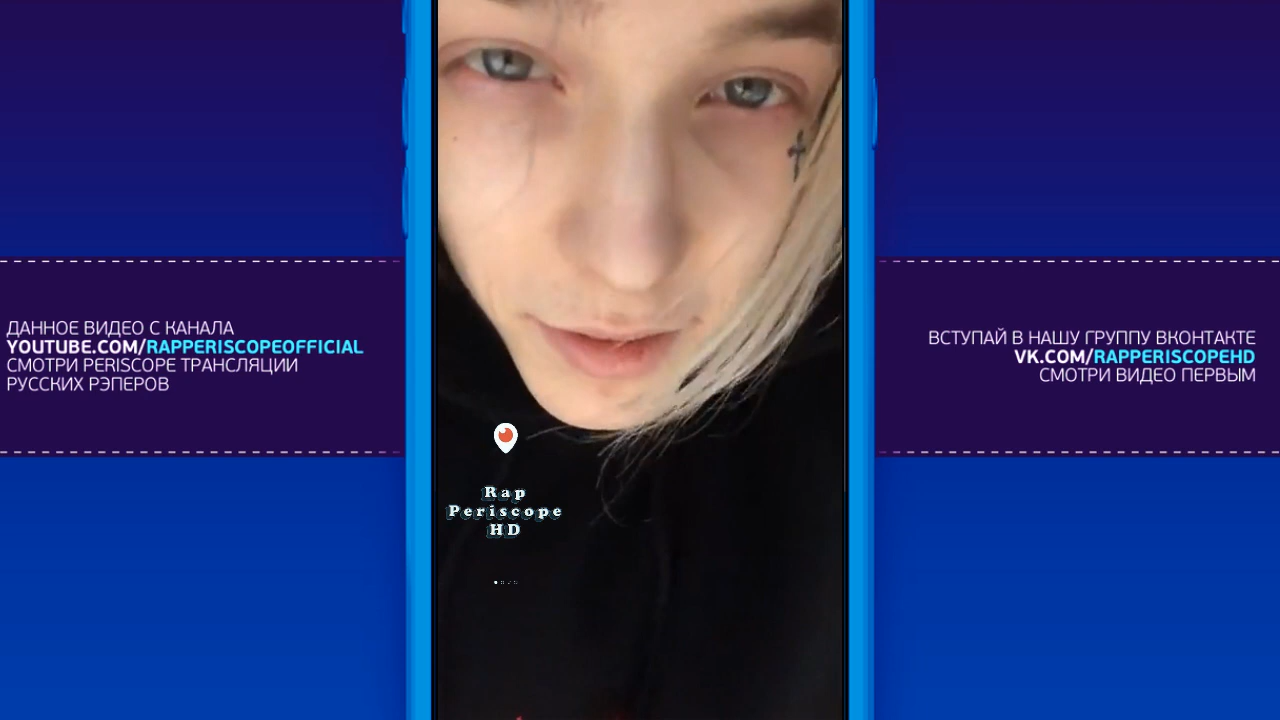 ДАННОЕ ВИДЕО С КАНАЛА
YOUTUBE.COM/RAPPERISCOPEOFFICIAL
СМОТРИ PERISCOPE ТРАНСЛЯЦИИ
РУССКИХ РЭПЕРОВ
Rap
Periscope
HD
ВСТУПАЙ В НАШУ ГРУППУ ВКОНТАКТЕ
VK.COM/RAPPERISCOPEHD
СМОТРИ ВИДЕО ПЕРВЫМ